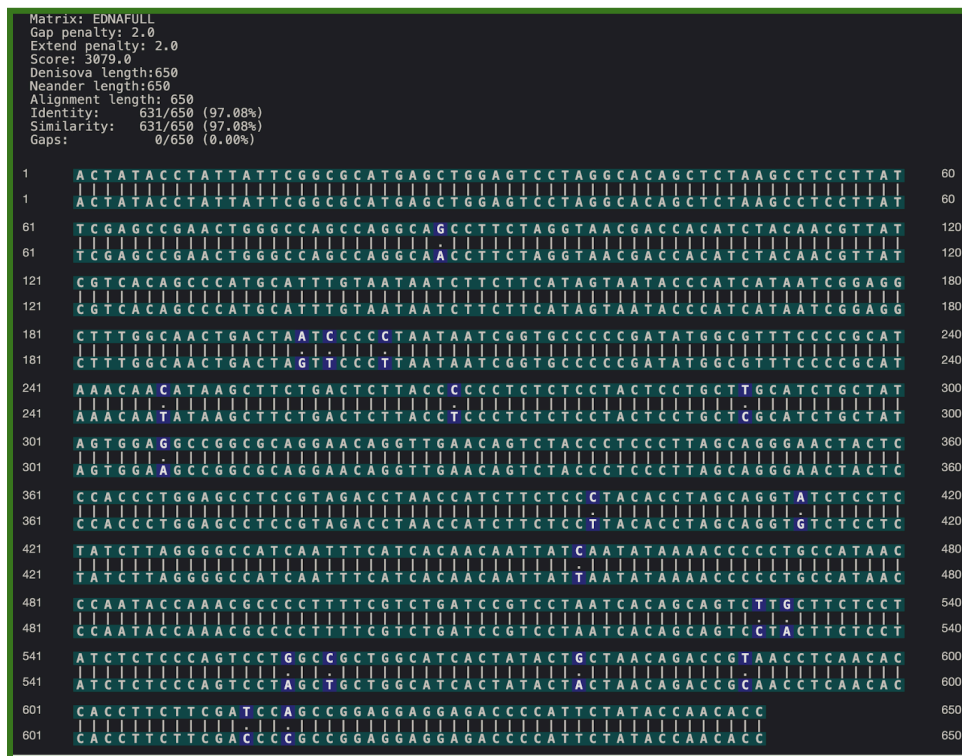 Matrix: EDNAFULL
Gap penalty: 2.0
Extend penalty: 2.0
Score: 3079.0
Denisova length:650
Neander length:650
Alignment length: 650
Identity: 631/650 (97.08%)
Similarity: 631/650 (97.08%)
Gaps: 0/650 (0.00%)
1 ACTATACCTATTATTCGGCGCATGAGCTGGAGTCCTAGGCACAGCTCTAAGCCTCCTTAT 60
1 ACTATACCTATTATTCGGCGCATGAGCTGGAGTCCTAGGCACAGCTCTAAGCCTCCTTAT 60
61 TCGAGCCGAACTGGGCCAGCCAGGCAGCCTTCTAGGTAACGACCACATCTACAACGTTAT 120
61 TCGAGCCGAACTGGGCCAGCCAGGCAACCTTCTAGGTAACGACCACATCTACAACGTTAT 120
121 CGTCACAGCCCATGCATTTGTAATAATCTTCTTCATAGTAATACCCATCATAATCGGAGG 180
121 CGTCACAGCCCATGCATTTGTAATAATCTTCTTCATAGTAATACCCATCATAATCGGAGG 180
181 CTTTGGCAACTGACTAATCCCCCTAATAATCGGTGCCCCCGATATGGCGTTTCCCCGCAT 240
181 CTTTGGCAACTGACTAGTTCCCTTAATAATCGGTGCCCCCGATATGGCGTTTCCCCGCAT 240
241 AAACAACATAAGCTTCTGACTCTTACCCCCCTCTCTCCTACTCCTGCTTGCATCTGCTAT 300
241 AAACAATATAAGCTTCTGACTCTTACCTCCCTCTCTCCTACTCCTGCTCGCATCTGCTAT 300
301 AGTGGAGGCCGGCGCAGGAACAGGTTGAACAGTCTACCCTCCCTTAGCAGGGAACTACTC 360
301 AGTGGAAGCCGGCGCAGGAACAGGTTGAACAGTCTACCCTCCCTTAGCAGGGAACTACTC 360
361 CCACCCTGGAGCCTCCGTAGACCTAACCATCTTCTCCCTACACCTAGCAGGTATCTCCTC 420
361 CCACCCTGGAGCCTCCGTAGACCTAACCATCTTCTCCTTACACCTAGCAGGTGTCTCCTC 420
421 TATCTTAGGGGCCATCAATTTCATCACAACAATTATCAATATAAAACCCCCTGCCATAAC 480
421 TATCTTAGGGGCCATCAATTTCATCACAACAATTATTAATATAAAACCCCCTGCCATAAC 480
481 CCAATACCAAACGCCCCTTTTCGTCTGATCCGTCCTAATCACAGCAGTCTTGCTTCTCCT 540
481 CCAATACCAAACGCCCCTTTTCGTCTGATCCGTCCTAATCACAGCAGTCCTACTTCTCCT 540
541 ATCTCTCCCAGTCCTGGCCGCTGGCATCACTATACTGCTAACAGACCGTAACCTCAACAC 600
541 ATCTCTCCCAGTCCTAGCTGCTGGCATCACTATACTACTAACAGACCGCAACCTCAACAC 600
601 CACCTTCTTCGATCCAGCCGGAGGAGGAGACCCCATTCTATACCAACACC 650
601 CACCTTCTTCGACCCCGCCGGAGGAGGAGACCCCATTCTATACCAACACC 650